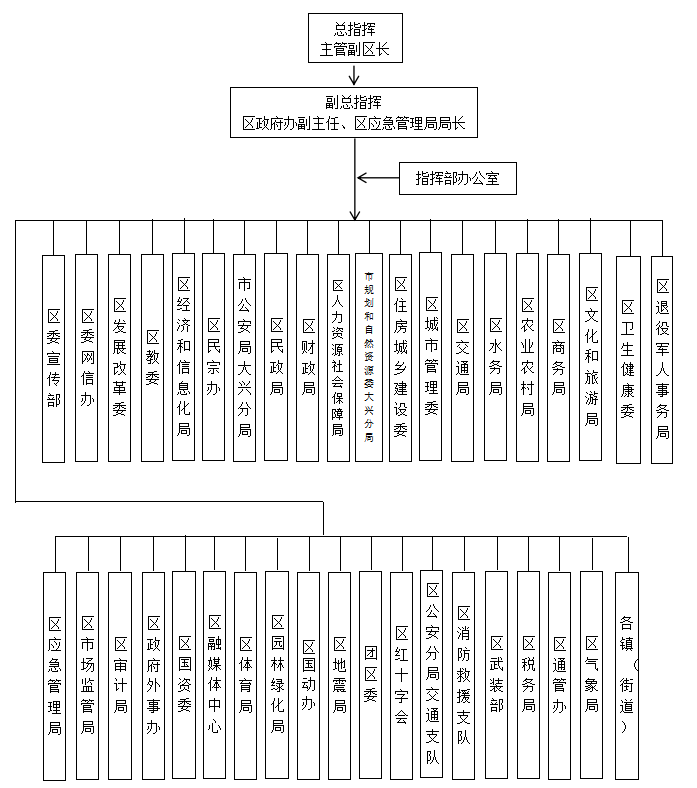 总指挥
主管副区长
副总指挥
区政府办副主任、区应急管理局局长
指挥部办公室
区委宣传部
区委网信办
区发展改革委
区教委
区经济和信息化局
区民宗办
市公安局大兴分局
区民政局
区财政局
区人力资源社会保障局
市规划和自然资源委大兴分局
区住房城乡建设委
区城市管理委
区交通局
区水务局
区农业农村局
区商务局
区文化和旅游局
区卫生健康委
区退役军人事务局
区应急管理局
区市场监管局
区审计局
区政府外事办
区国资委
区融媒体中心
区体育局
区园林绿化局
区国动办
区地震局
团区委
区红十字会
区公安分局交通支队
区消防救援支队
区武装部
区税务局
区通管办
区气象局
各镇（街道）